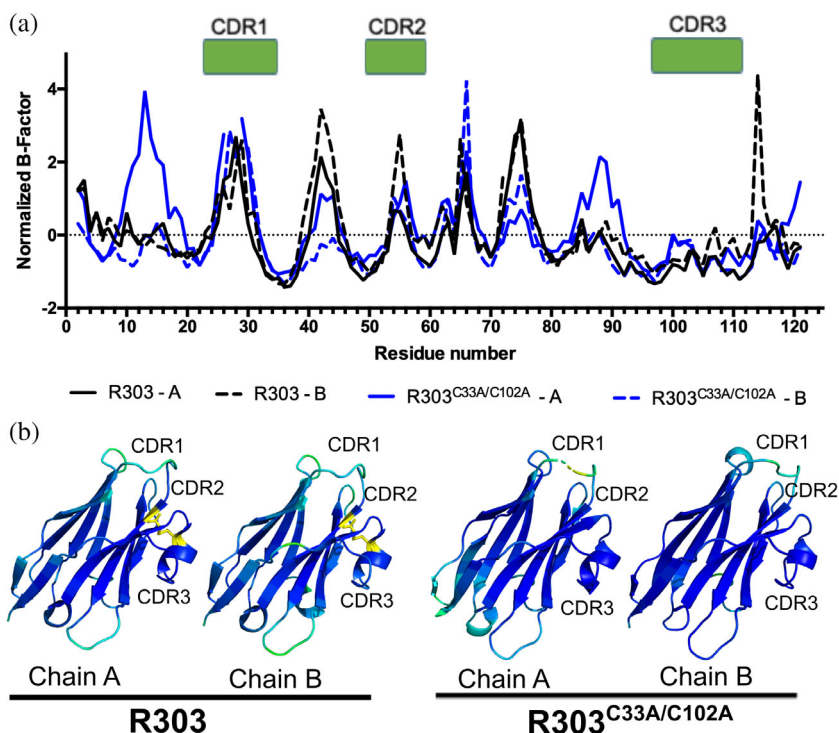 (a)
CDR1 CDR2 CDR3
Normalized B-Factor
4
2
0
-2
0 10 20 30 40 50 60 70 80 90 100 110 120
Residue number
R303 - A R303 - B R303C33A/C102A - A R303C33A/C102A - B
(b)
CDR1 CDR1 CDR1 CDR1
CDR2 CDR2 CDR2 CDR2
CDR3 CDR3 CDR3 CDR3
Chain A Chain B Chain A Chain B
R303 R303C33A/C102A